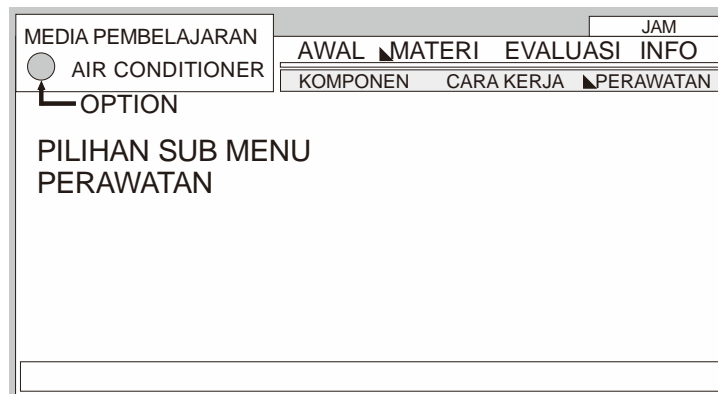 MEDIA PEMBELAJARAN
AIR CONDITIONER
JAM
AWAL MATERI EVALUASI INFO
KOMPONEN CARA KERJA PERAWATAN
OPTION
PILIHAN SUB MENU
PERAWATAN